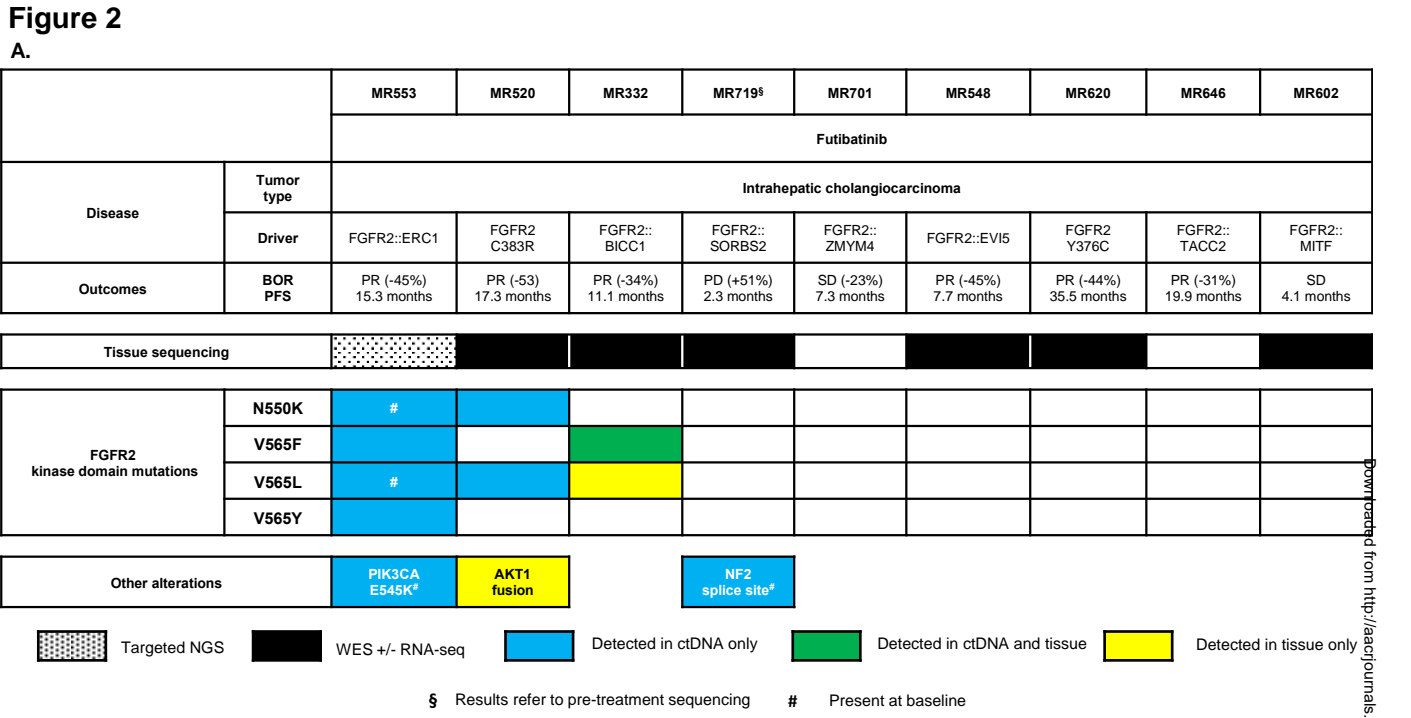 Figure 2
A.
MR553 MR520 MR332 MR719§ MR701 MR548 MR620 MR646 MR602
Futibatinib
Disease
Tumor
type
Intrahepatic cholangiocarcinoma
Driver
FGFR2::ERC1
FGFR2
C383R
FGFR2::
BICC1
FGFR2::
SORBS2
FGFR2::
ZMYM4
FGFR2::EVI5
FGFR2
Y376C
FGFR2::
TACC2
FGFR2::
MITF
Outcomes
BOR
PFS
PR (-45%)
15.3 months
PR (-53)
17.3 months
PR (-34%)
11.1 months
PD (+51%)
2.3 months
SD (-23%)
7.3 months
PR (-45%)
7.7 months
PR (-44%)
35.5 months
PR (-31%)
19.9 months
SD
4.1 months
Tissue sequencing
FGFR2
kinase domain mutations
N550K #
V565F
V565L #
V565Y
Other alterations
PIK3CA
E545K#
AKT1
fusion
NF2
splice site#
Targeted NGS
WES +/- RNA-seq
Detected in ctDNA only
Detected in ctDNA and tissue
Detected in tissue only
§ Results refer to pre-treatment sequencing
# Present at baseline
Downloaded from http://aacrjournals.